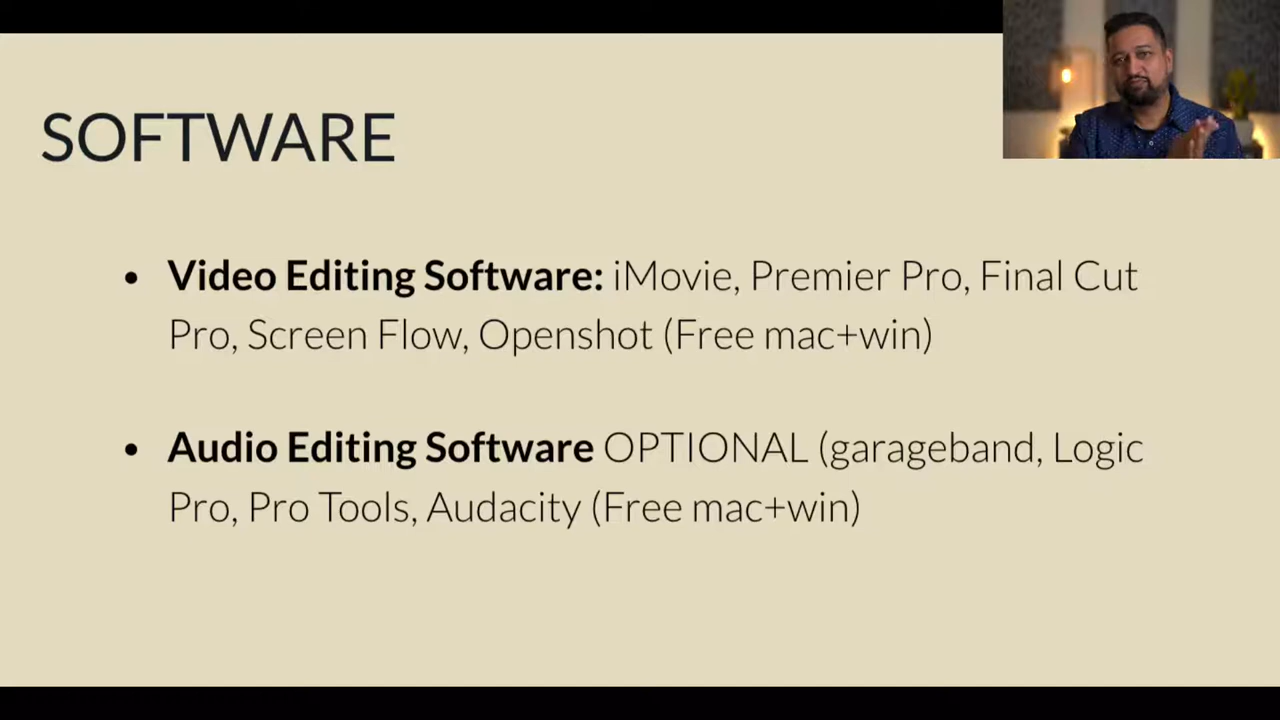 SOFTWARE
• Video Editing Software: iMovie, Premier Pro, Final Cut
Pro, Screen Flow, Openshot (Free mac+win)
• Audio Editing Software OPTIONAL (garageband, Logic
Pro, Pro Tools, Audacity (Free mac+win)